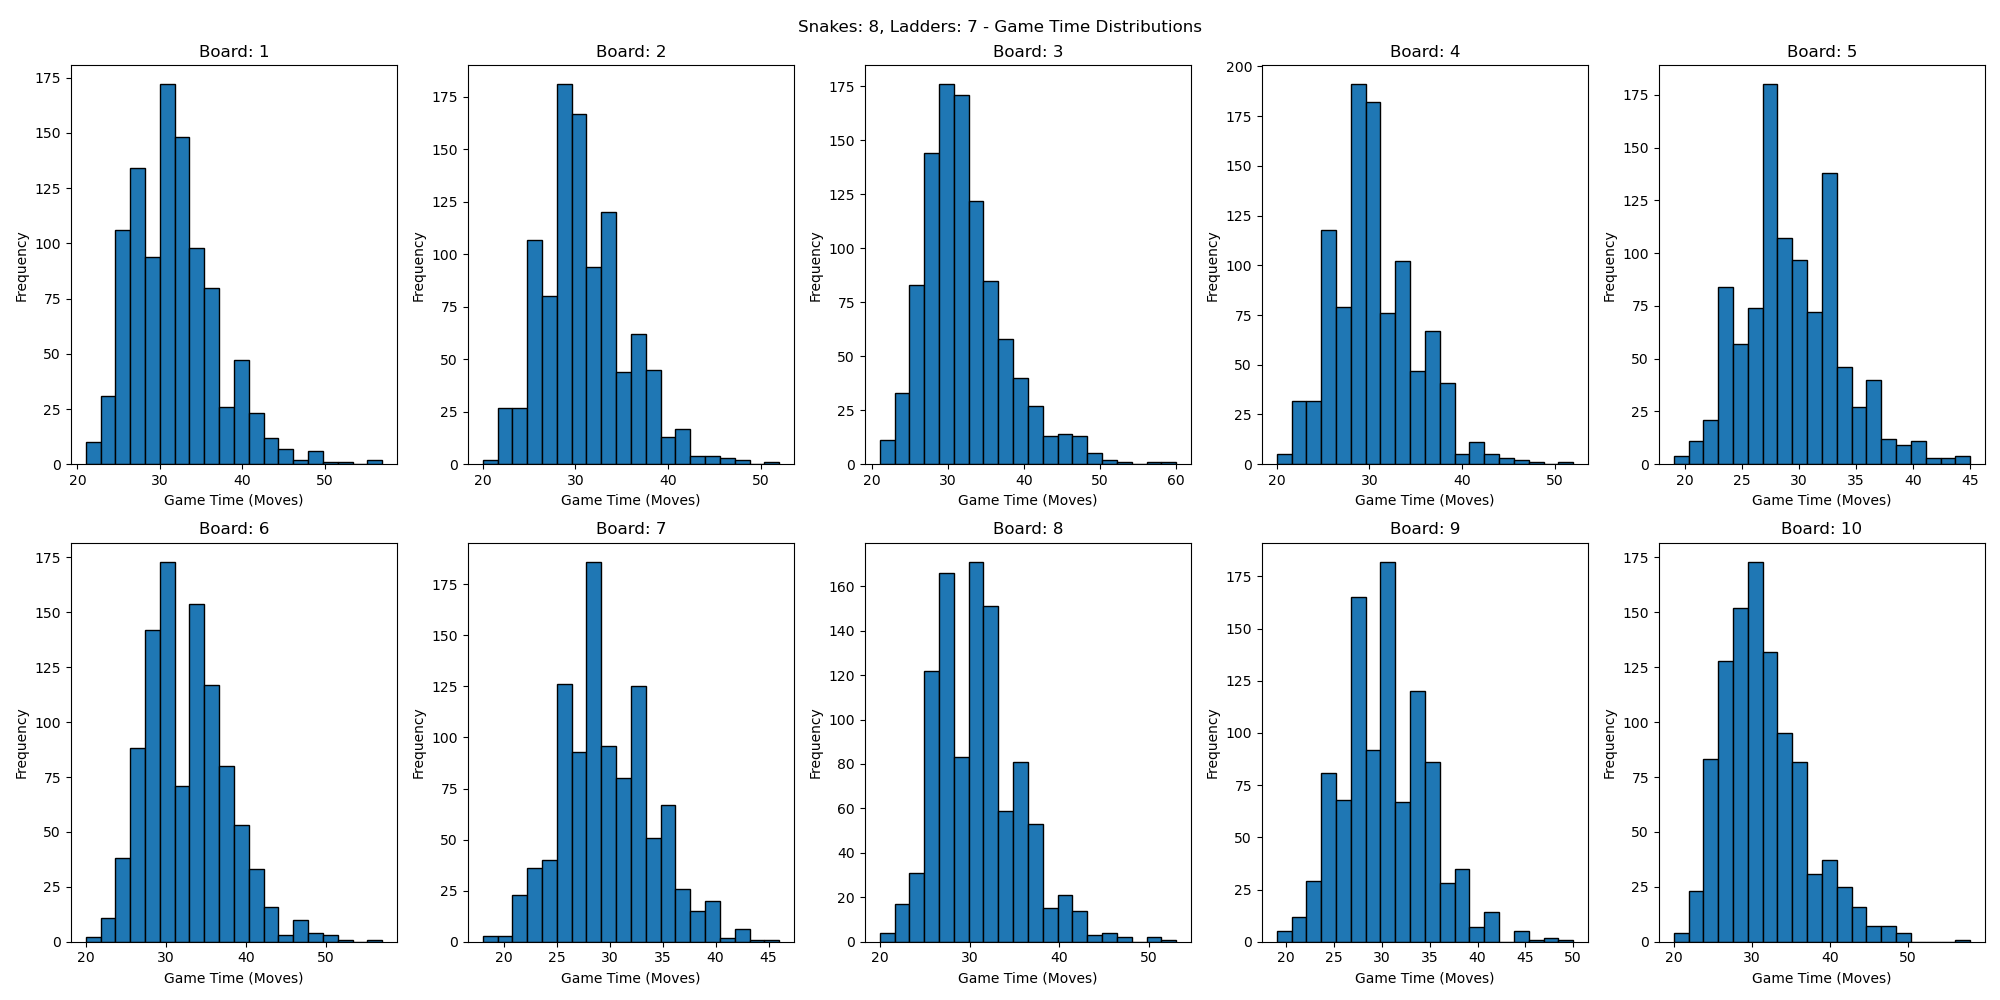 Snakes: 8, Ladders: 7 - Game Time Distributions
Board: 1
175
150
125
100
75
50
25
0
Frequency
20 30 40 50
Game Time (Moves)
Board: 2
175
150
125
100
75
50
25
0
Frequency
20 30 40 50
Game Time (Moves)
Board: 3
175
150
125
100
75
50
25
0
Frequency
20 30 40 50 60
Game Time (Moves)
Board: 4
200
175
150
125
100
75
50
25
0
Frequency
20 30 40 50
Game Time (Moves)
Board: 5
175
150
125
100
75
50
25
0
Frequency
20 25 30 35 40 45
Game Time (Moves)
Board: 6
175
150
125
100
75
50
25
0
Frequency
20 30 40 50
Game Time (Moves)
Board: 7
175
150
125
100
75
50
25
0
Frequency
20 25 30 35 40 45
Game Time (Moves)
Board: 8
160
140
120
100
80
60
40
20
0
Frequency
20 30 40 50
Game Time (Moves)
Board: 9
175
150
125
100
75
50
25
0
Frequency
20 25 30 35 40 45 50
Game Time (Moves)
Board: 10
175
150
125
100
75
50
25
0
Frequency
20 30 40 50
Game Time (Moves)